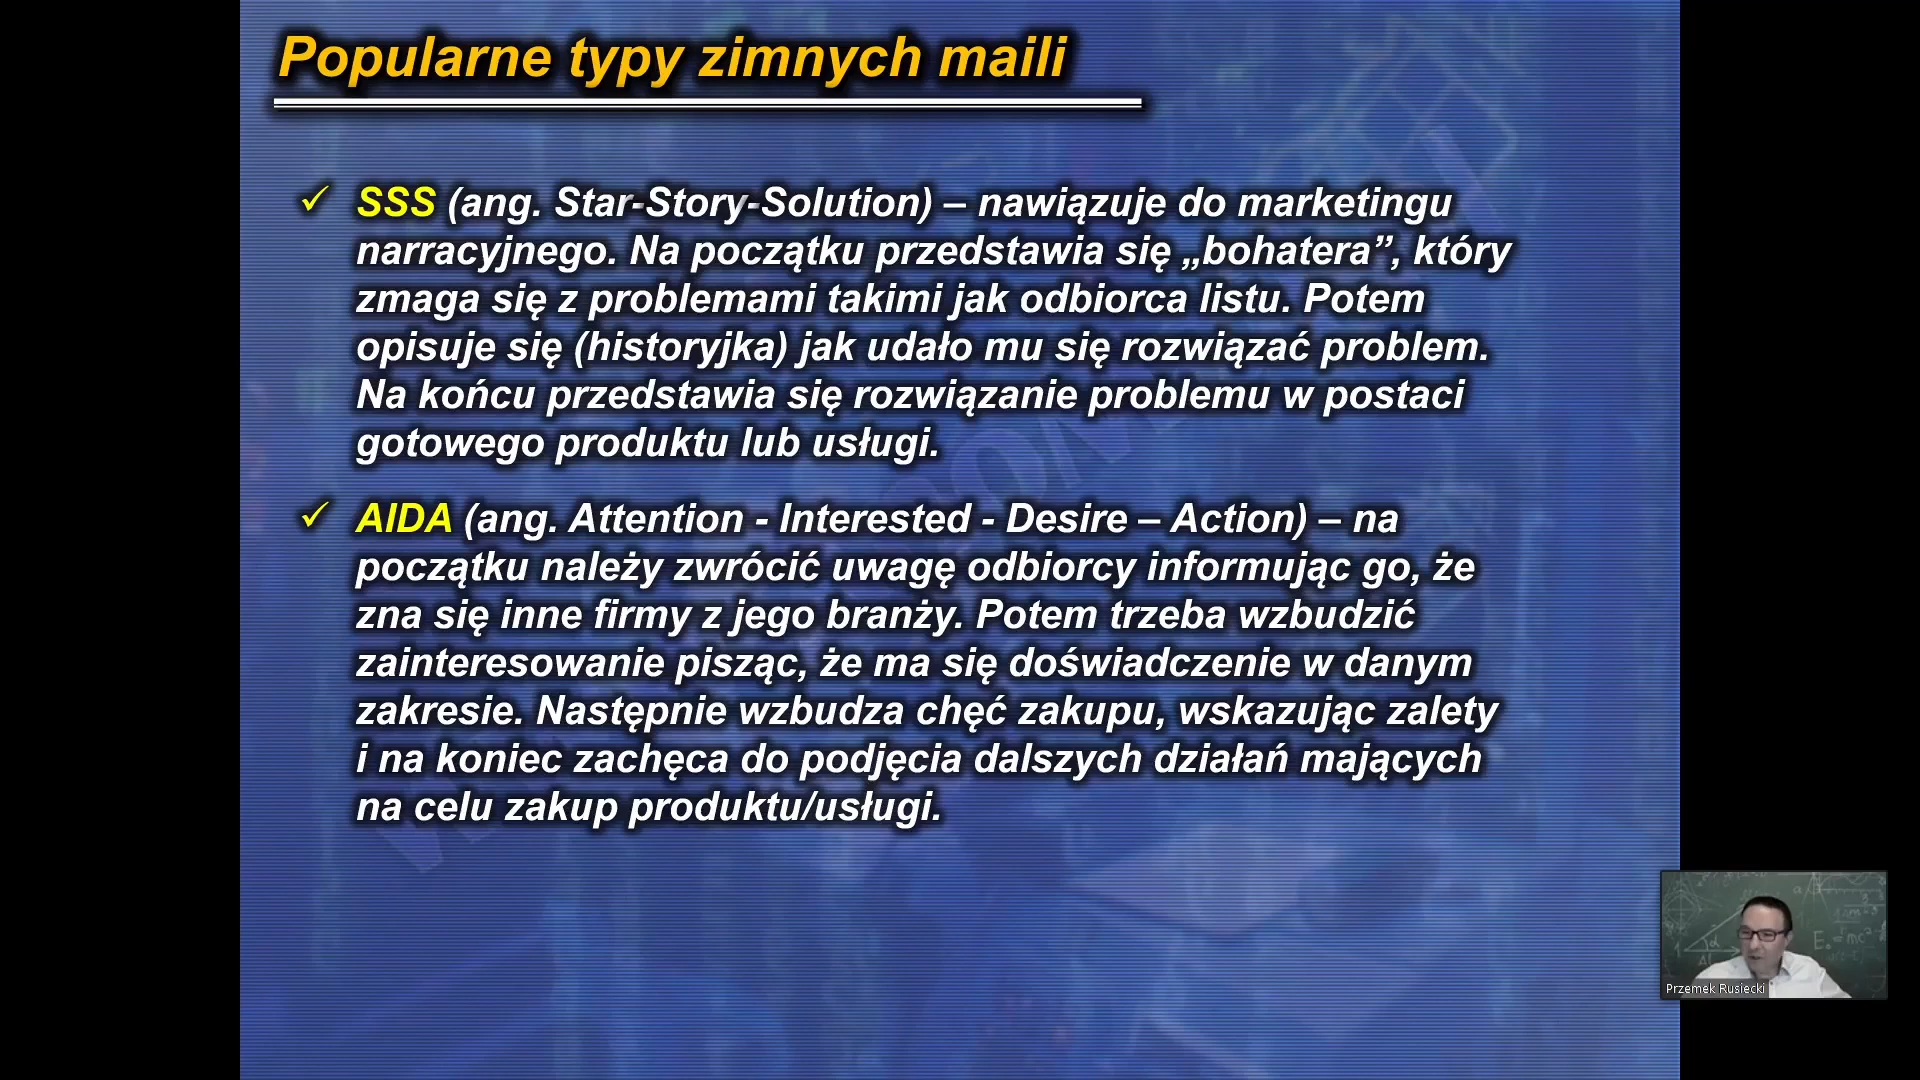 Popularne typy zimnych maili
✓ SSS (ang. Star-Story-Solution) – nawiązuje do marketingu
narracyjnego. Na początku przedstawia się „bohatera”, który
zmaga się z problemami takimi jak odbiorca listu. Potem
opisuje się (historyjka) jak udało mu się rozwiązać problem.
Na końcu przedstawia się rozwiązanie problemu w postaci
gotowego produktu lub usługi.
✓ AIDA (ang. Attention - Interested - Desire – Action) – na
początku należy zwrócić uwagę odbiorcy informując go, że
zna się inne firmy z jego branży. Potem trzeba wzbudzić
zainteresowanie pisząc, że ma się doświadczenie w danym
zakresie. Następnie wzbudza chęć zakupu, wskazując zalety
i na koniec zachęca do podjęcia dalszych działań mających
na celu zakup produktu/usługi.
Przemek Rusiecki